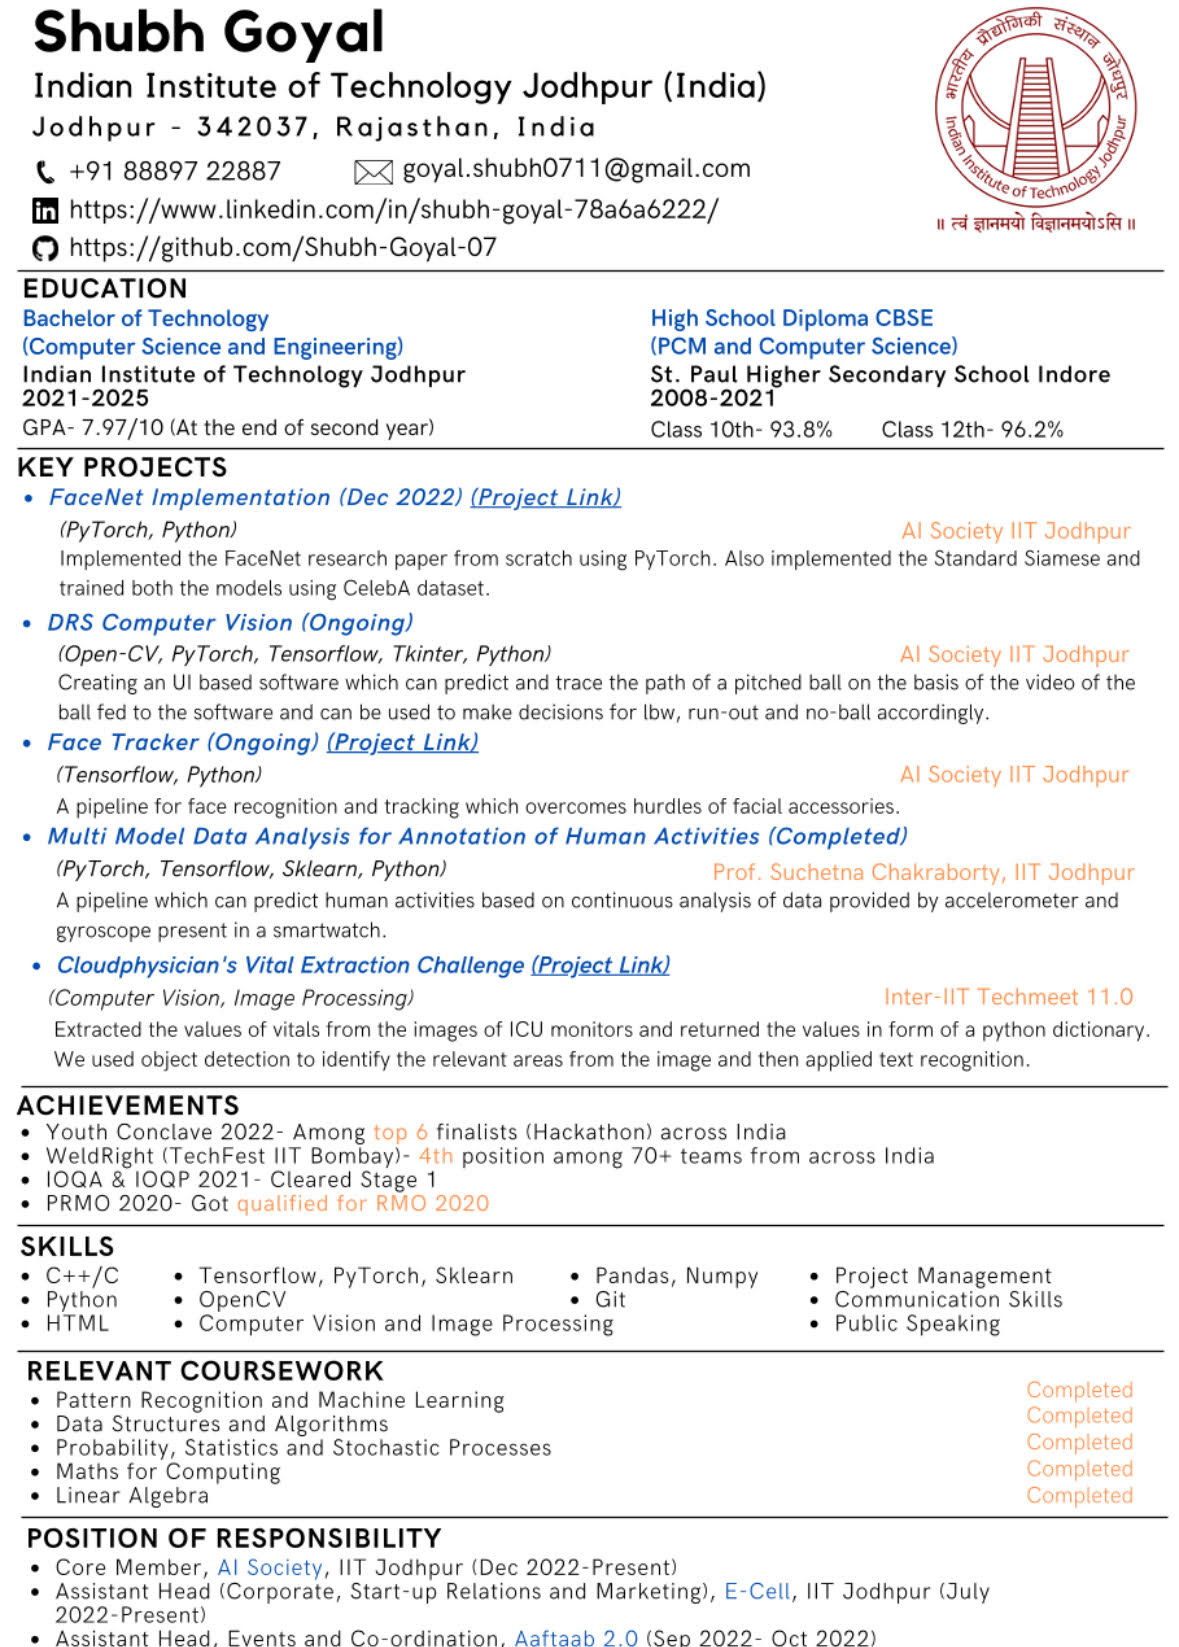 Shubh Goyal
Indian Institute of Technology Jodhpur (India)
Jodhpur - 342037, Rajasthan, India
+91 88897 22887 goyal.shubh0711@gmail.com
https://www.linkedin.com/in/shubh-goyal-78a6a6222/
https://github.com/Shubh-Goyal-07
भारतीय प्रौद्योगिकी संस्थान जोधपुर
Indian Institute of Technology Jodhpur
॥ त्वं ज्ञानमयो विज्ञानमयोऽसि ॥
EDUCATION
Bachelor of Technology
(Computer Science and Engineering)
Indian Institute of Technology Jodhpur
2021-2025
GPA- 7.97/10 (At the end of second year)
High School Diploma CBSE
(PCM and Computer Science)
St. Paul Higher Secondary School Indore
2008-2021
Class 10th- 93.8% Class 12th- 96.2%
KEY PROJECTS
• FaceNet Implementation (Dec 2022) (Project Link)
(PyTorch, Python) AI Society IIT Jodhpur
Implemented the FaceNet research paper from scratch using PyTorch. Also implemented the Standard Siamese and
trained both the models using CelebA dataset.
• DRS Computer Vision (Ongoing)
(Open-CV, PyTorch, Tensorflow, Tkinter, Python) AI Society IIT Jodhpur
Creating an UI based software which can predict and trace the path of a pitched ball on the basis of the video of the
ball fed to the software and can be used to make decisions for lbw, run-out and no-ball accordingly.
• Face Tracker (Ongoing) (Project Link)
(Tensorflow, Python) AI Society IIT Jodhpur
A pipeline for face recognition and tracking which overcomes hurdles of facial accessories.
• Multi Model Data Analysis for Annotation of Human Activities (Completed)
(PyTorch, Tensorflow, Sklearn, Python) Prof. Suchetna Chakraborty, IIT Jodhpur
A pipeline which can predict human activities based on continuous analysis of data provided by accelerometer and
gyroscope present in a smartwatch.
• Cloudphysician's Vital Extraction Challenge (Project Link)
(Computer Vision, Image Processing) Inter-IIT Techmeet 11.0
Extracted the values of vitals from the images of ICU monitors and returned the values in form of a python dictionary.
We used object detection to identify the relevant areas from the image and then applied text recognition.
ACHIEVEMENTS
• Youth Conclave 2022- Among top 6 finalists (Hackathon) across India
• WeldRight (TechFest IIT Bombay)- 4th position among 70+ teams from across India
• IOQA & IOQP 2021- Cleared Stage 1
• PRMO 2020- Got qualified for RMO 2020
SKILLS
• C++/C • Tensorflow, PyTorch, Sklearn • Pandas, Numpy • Project Management
• Python • OpenCV • Git • Communication Skills
• HTML • Computer Vision and Image Processing • Public Speaking
RELEVANT COURSEWORK
• Pattern Recognition and Machine Learning Completed
• Data Structures and Algorithms Completed
• Probability, Statistics and Stochastic Processes Completed
• Maths for Computing Completed
• Linear Algebra Completed
POSITION OF RESPONSIBILITY
• Core Member, AI Society, IIT Jodhpur (Dec 2022-Present)
• Assistant Head (Corporate, Start-up Relations and Marketing), E-Cell, IIT Jodhpur (July
2022-Present)
• Assistant Head, Events and Co-ordination, Aaftaab 2.0 (Sep 2022- Oct 2022)